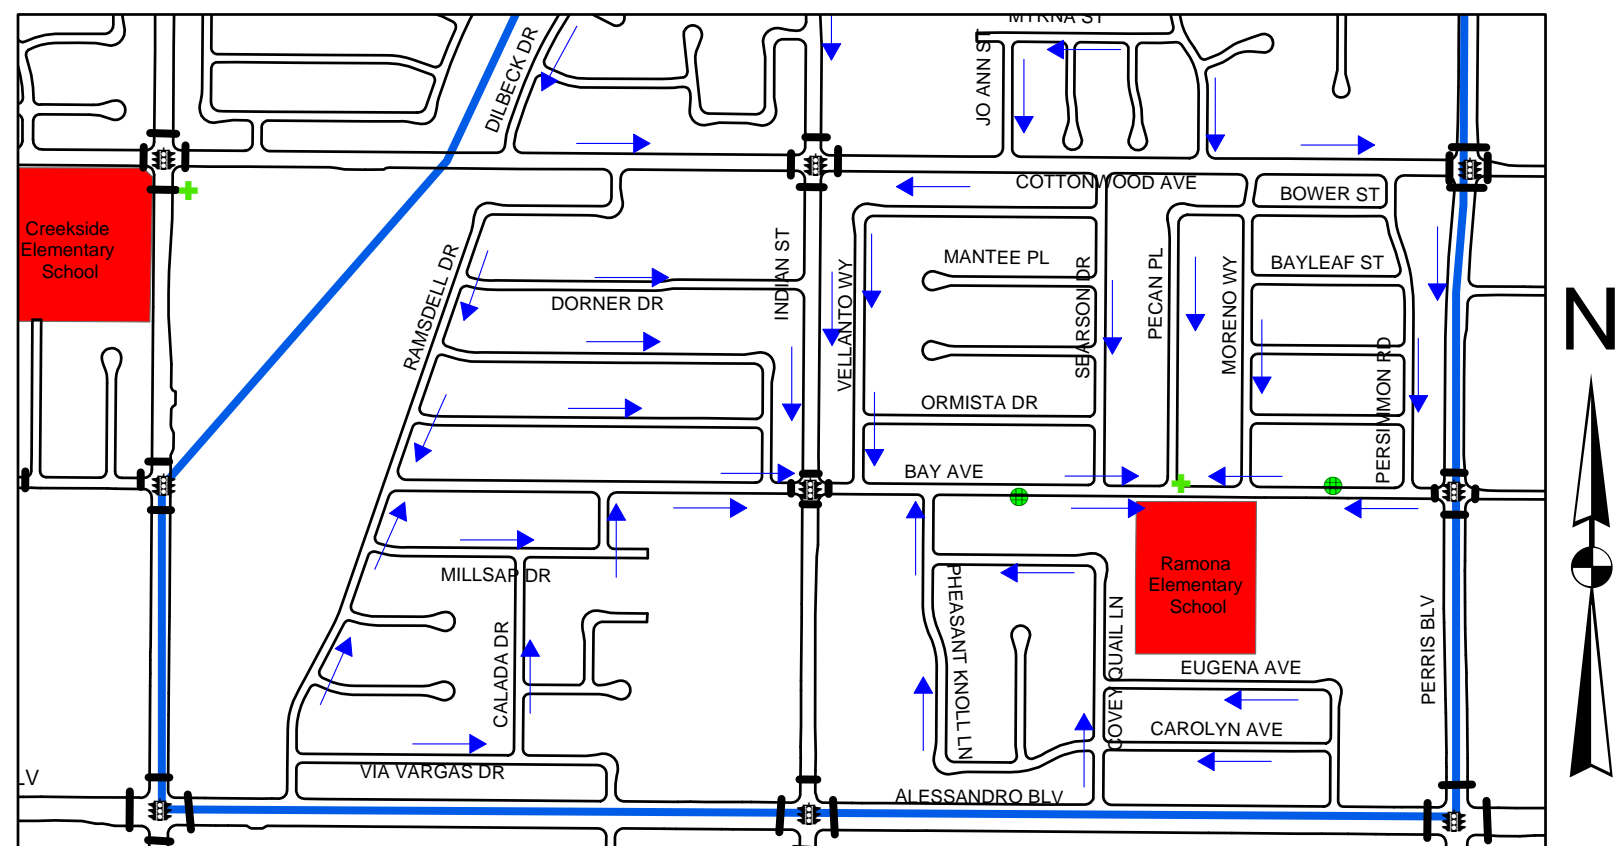 MYRNA ST
DILBECK DR
JO ANN ST
COTTONWOOD AVE
BOWER ST
Creekside
Elementary
School
RAMSDELL DR
DORNER DR
INDIAN ST
VELLANTO WY
MANTEE PL
SEARSON DR
PECAN PL
MORENO WY
BAYLEAF ST
PERSIMMON RD
N
ORMISTA DR
BAY AVE
MILLSAP DR
CALADA DR
PHEASANT KNOLL LN
COVEY QUAIL LN
Ramona
Elementary
School
PERRIS BLV
EUGENA AVE
CAROLYN AVE
VIA VARGAS DR
ALESSANDRO BLV
LV